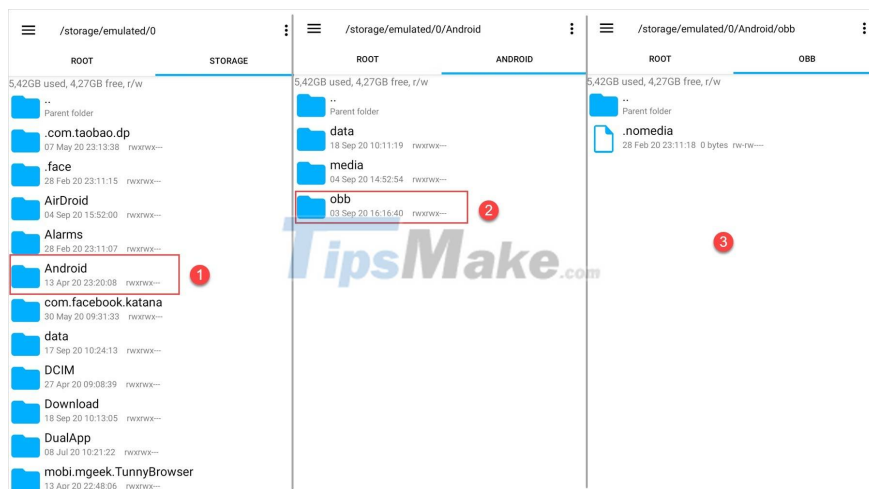 /storage/emulated/0
ROOT STORAGE
5,42GB used, 4,27GB free, r/w
..
Parent folder
.com.taobao.dp
07 May 20 23:13:38 rwxrwx---
.face
28 Feb 20 23:11:15 rwxrwx---
AirDroid
04 Sep 20 15:52:00 rwxrwx---
Alarms
28 Feb 20 23:11:07 rwxrwx---
Android
13 Apr 20 23:20:08 rwxrwx---
1
com.facebook.katana
30 May 20 09:31:33 rwxrwx---
data
17 Sep 20 10:24:13 rwxrwx---
DCIM
27 Apr 20 09:08:39 rwxrwx---
Download
18 Sep 20 10:13:05 rwxrwx---
DualApp
08 Jul 20 10:21:22 rwxrwx---
mobi.mgeek.TunnyBrowser
13 Apr 20 22:48:06 rwxrwx---
/storage/emulated/0/Android
ROOT ANDROID
5,42GB used, 4,27GB free, r/w
..
Parent folder
data
18 Sep 20 10:11:19 rwxrwx---
media
04 Sep 20 14:52:54 rwxrwx---
obb
03 Sep 20 16:16:40 rwxrwx---
2
TipsMake.com
/storage/emulated/0/Android/obb
ROOT OBB
5,42GB used, 4,27GB free, r/w
..
Parent folder
.nomedia
28 Feb 20 23:11:18 0 bytes rw-rw----
3